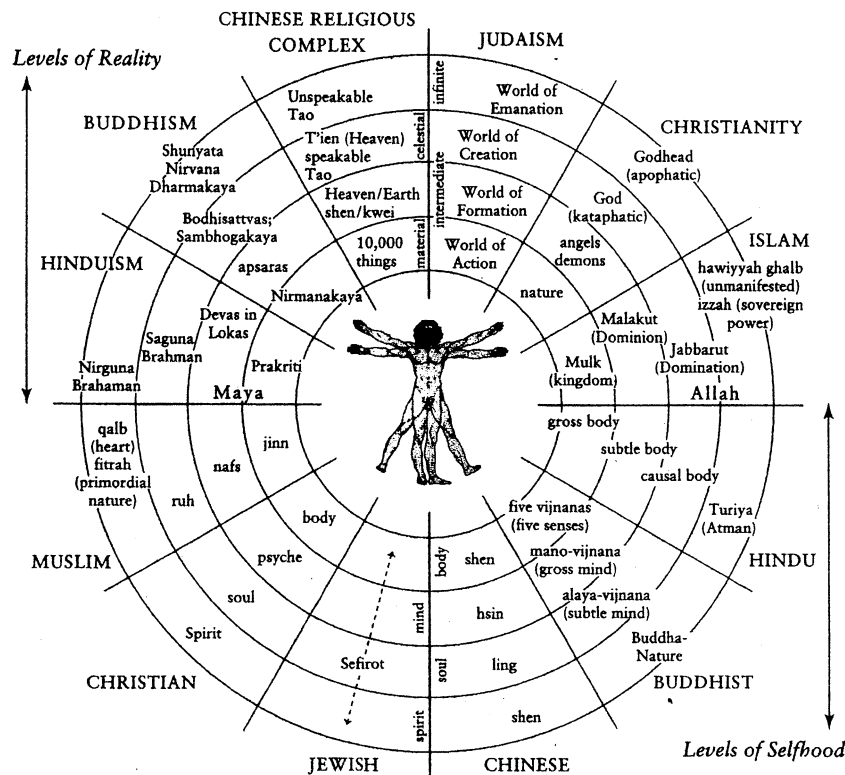 CHINESE RELIGIOUS
COMPLEX
JUDAISM
Levels of Reality
infinite
Unspeakable
Tao
World of
Emanation
BUDDHISM
CHRISTIANITY
Shunyata
Nirvana
Dharmakaya
T'ien (Heaven)
speakable
Tao
celestial
World of
Creation
Godhead
(apophatic)
Heaven/Earth
shen/kwei
intermediate
World of
Formation
God
(kataphatic)
Bodhisattvas;
Sambhogakaya
10,000
things
material
World of
Action
angels
demons
ISLAM
HINDUISM
apsaras
hawiyyah ghalb
(unmanifested)
izzah (sovereign
power)
Nirmanakaya
nature
Devas in
Lokas
Malakut
(Dominion)
Saguna
Brahman
Jabbarut
(Domination)
Nirguna
Brahaman
Prakriti
Mulk
(kingdom)
Maya
Allah
qalb
(heart)
fitrah
(primordial
nature)
jinn
gross body
nafs
subtle body
causal body
ruh
body
five vijnanas
(five senses)
Turiya
(Atman)
MUSLIM
psyche
body
shen
mano-vijnana
(gross mind)
HINDU
soul
mind
hsin
alaya-vijnana
(subtle mind)
Spirit
Sefirot
soul
ling
Buddha-
Nature
CHRISTIAN
BUDDHIST
spirit
shen
JEWISH
CHINESE
Levels of Selfhood